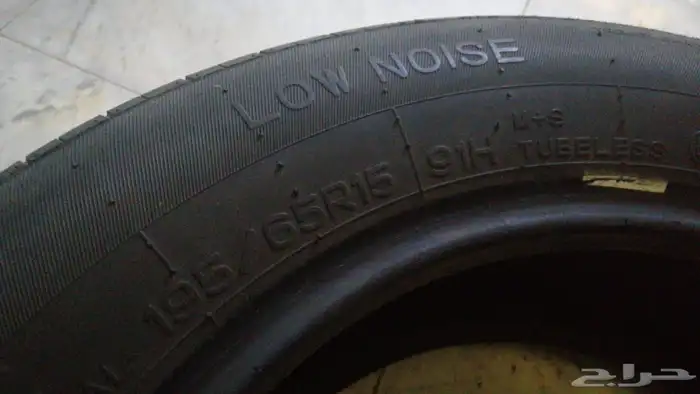 LOW NOISE
195/65R15 91H M+S
TUBELESS
حراج